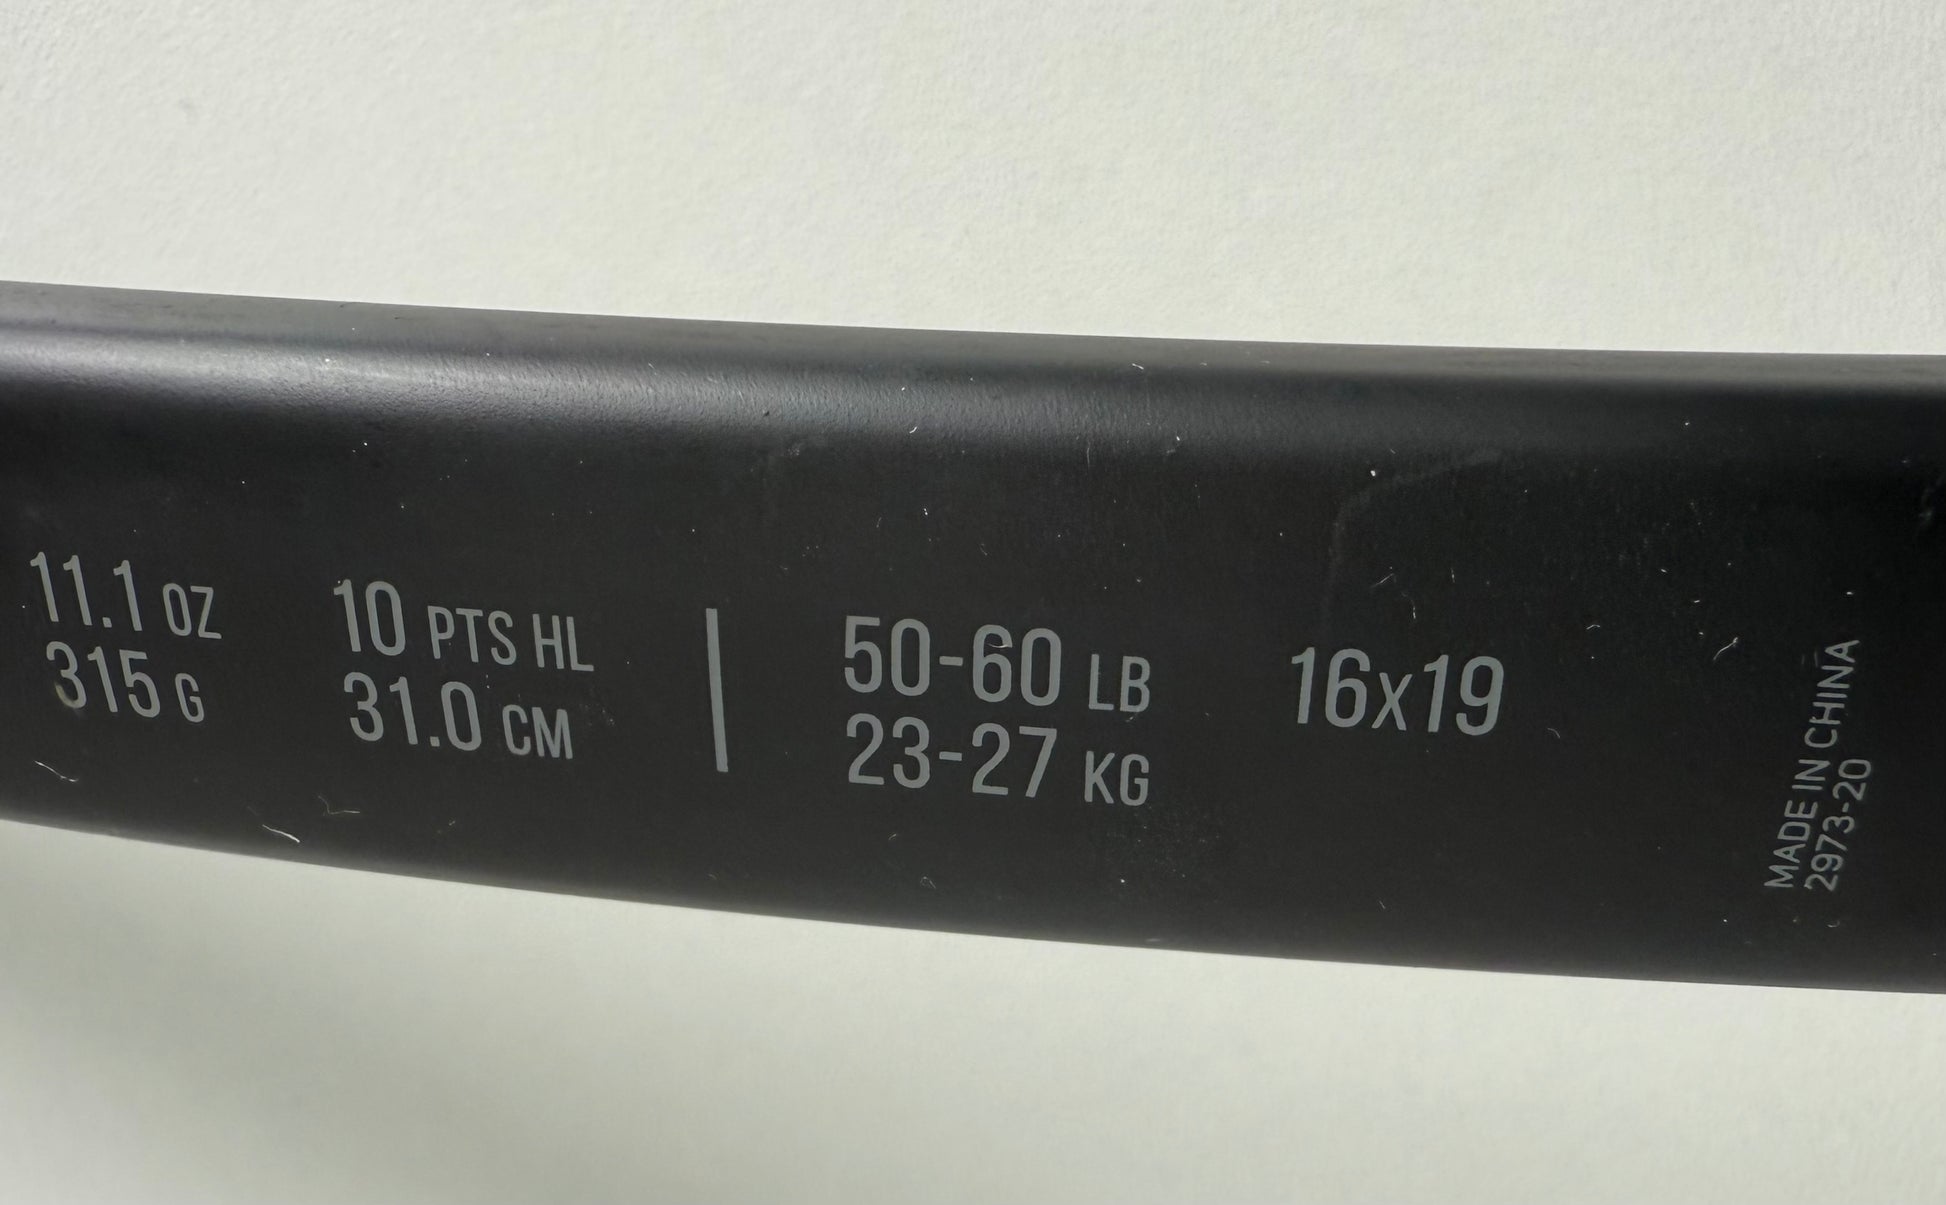 11.1 OZ
315 G
10 PTS HL
31.0 CM
50-60 LB
23-27 KG
16x19
MADE IN CHINA
2973-20